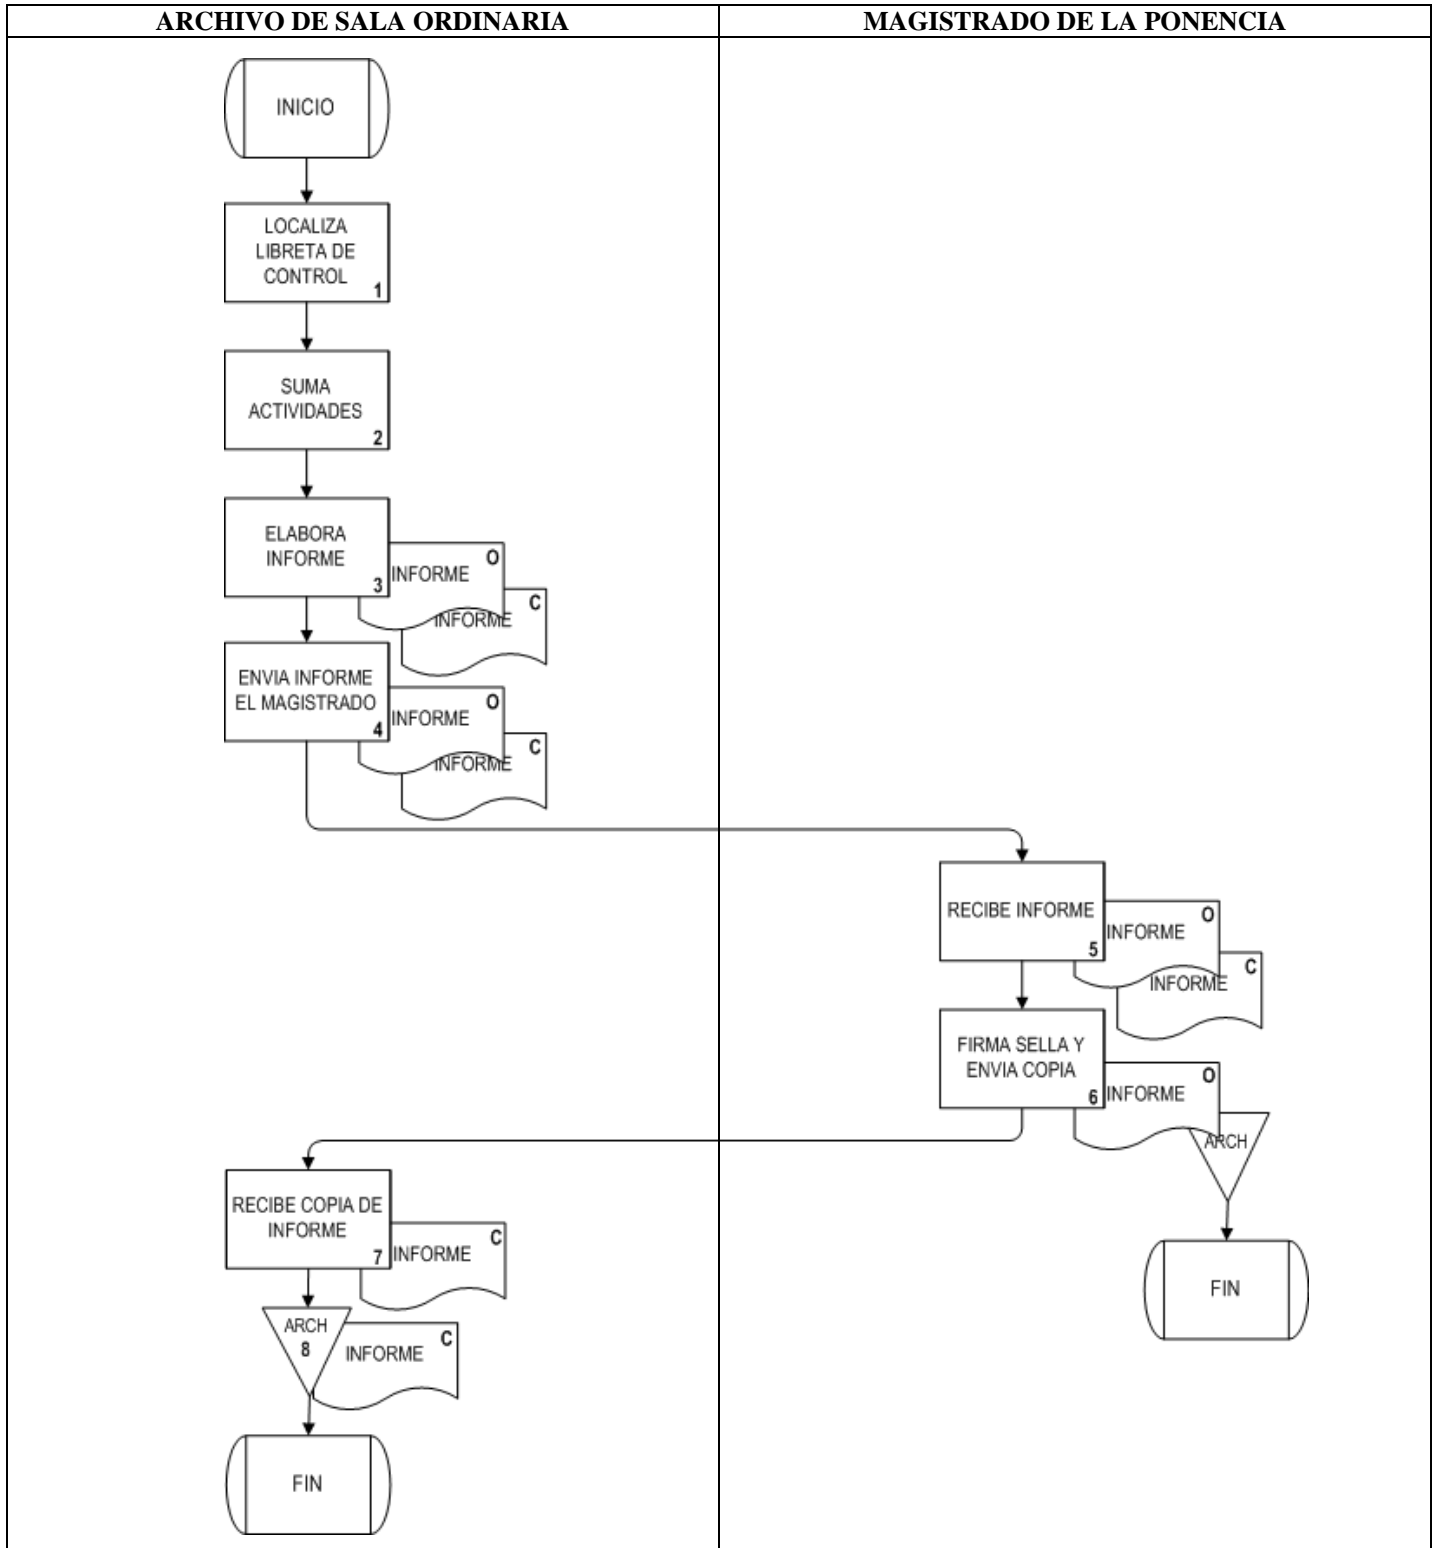 ARCHIVO DE SALA ORDINARIA
MAGISTRADO DE LA PONENCIA
INICIO
LOCALIZA
LIBRETA DE
CONTROL
1
SUMA
ACTIVIDADES
2
ELABORA
INFORME
3
INFORME
O
INFORME
C
ENVIA INFORME
EL MAGISTRADO
4
INFORME
O
INFORME
C
RECIBE INFORME
5
INFORME
O
INFORME
C
FIRMA SELLA Y
ENVIA COPIA
6
INFORME
O
ARCH
FIN
RECIBE COPIA DE
INFORME
7
INFORME
C
ARCH
8
INFORME
C
FIN